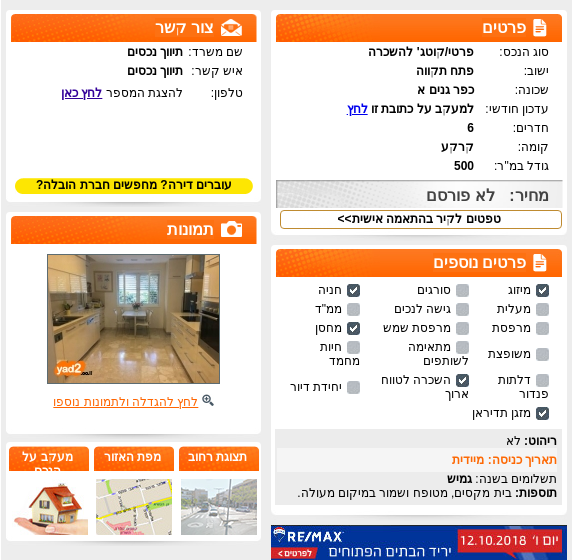 פרטים
סוג הנכס: פרטי/קוטג' להשכרה
ישוב: פתח תקווה
שכונה: כפר גנים א
עדכון חודשי: למעקב על כתובת זו לחץ
חדרים: 6
קומה: קרקע
גודל במ"ר: 500
מחיר: לא פורסם
טפטים לקיר בהתאמה אישית>>
פרטים נוספים
מיזוג סורגים חניה
מעלית גישה לנכים ממ"ד
מרפסת מרפסת שמש מחסן
משופצת מתאימה לשותפים חיות מחמד
דלתות פנדור השכרה לטווח ארוך יחידת דיור
מזגן תדיראן
ריהוט: לא
תאריך כניסה: מיידית
תשלומים בשנה: גמיש
תוספות: בית מקסים, מטופח ושמור במיקום מעולה.
RE/MAX יריד הבתים הפתוחים יום ו' 12.10.2018
לפרטים >
צור קשר
שם משרד: תיווך נכסים
איש קשר: תיווך נכסים
טלפון: להצגת המספר לחץ כאן
עוברים דירה? מחפשים חברת הובלה?
תמונות
yad2
.co.il
לחץ להגדלה ולתמונות נוספו
תצוגת רחוב
מפת האזור
מעקב על
הנכס